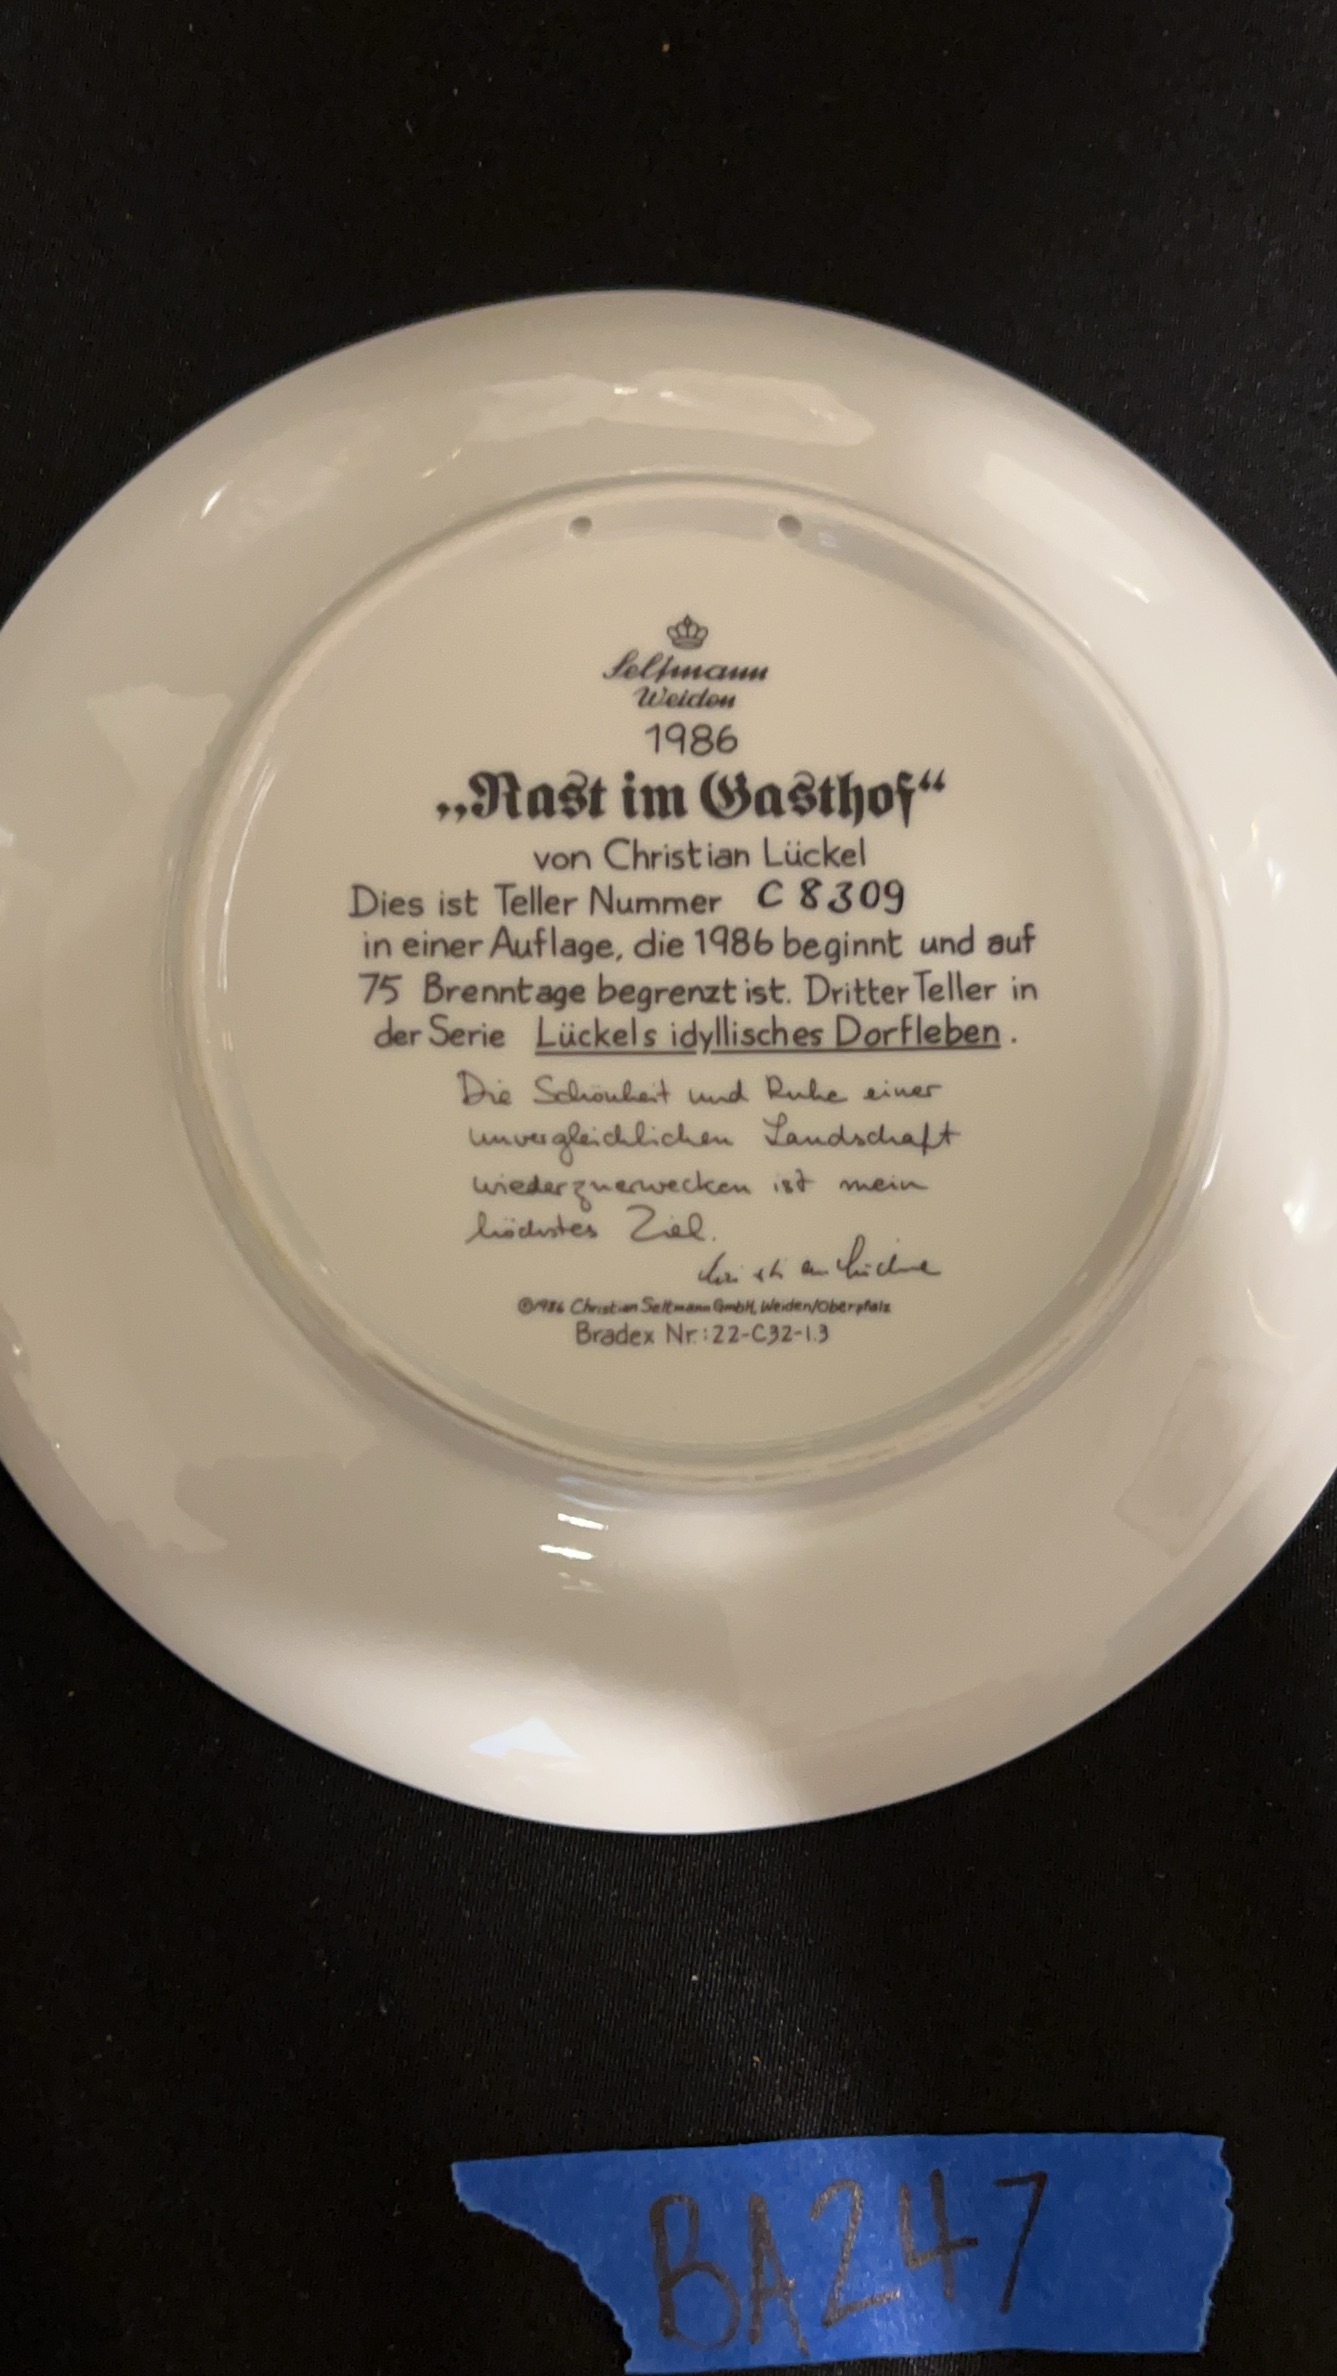 Seltmann
Weiden
1986
„Rast im Gasthof“
von Christian Lückel
Dies ist Teller Nummer C 8309
in einer Auflage, die 1986 beginnt und auf
75 Brenntage begrenzt ist. Dritter Teller in
der Serie Lückels idyllisches Dorfleben.
Die Schönheit und Ruhe einer
unvergleichlichen Landschaft
wiederzuerwecken ist mein
höchstes Ziel.
Christian Lückel
©1986 Christian Seltmann GmbH, Weiden/Oberpfalz
Bradex Nr.: 22-C32-1.3
BA247